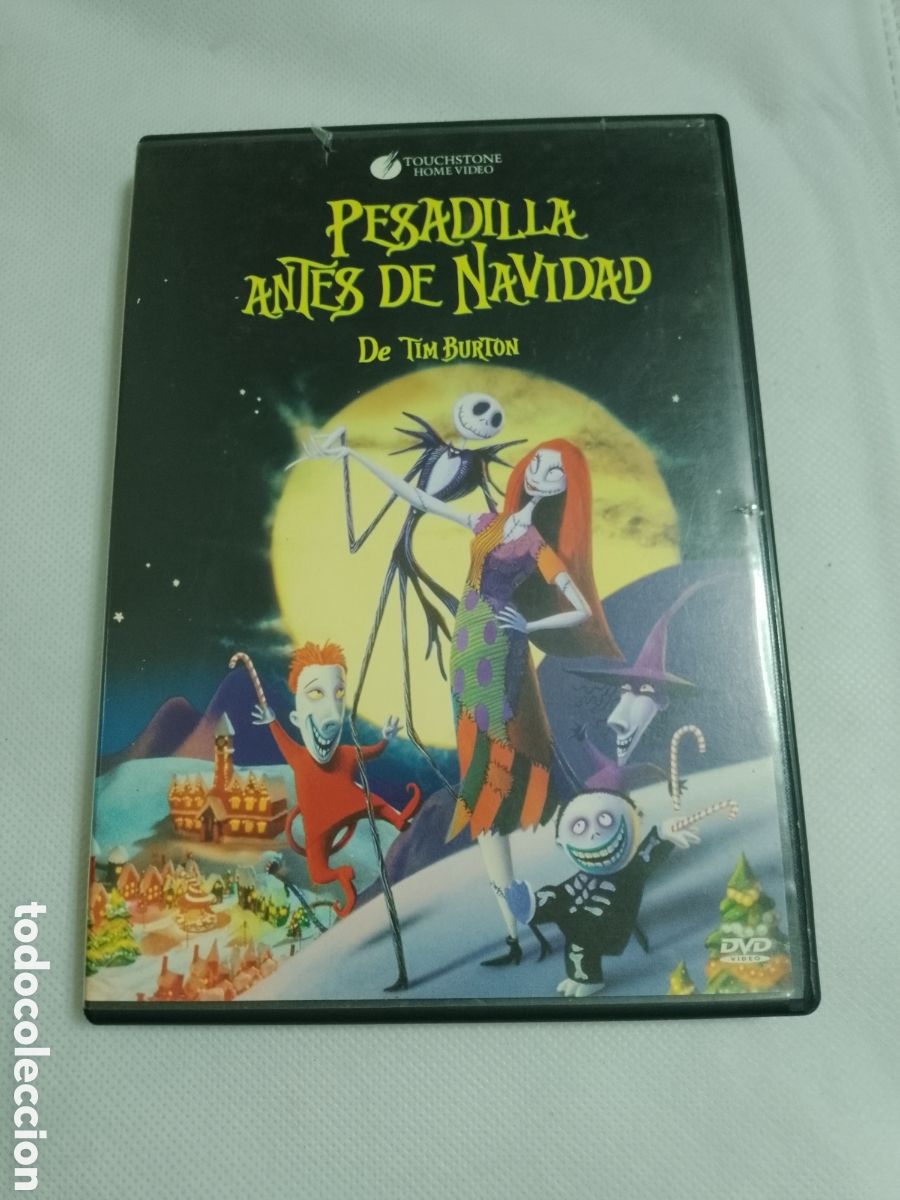 TOUCHSTONE
HOME VIDEO
PESADILLA
ANTES DE NAVIDAD
De TIM BURTON
DVD
VIDEO
todocoleccion